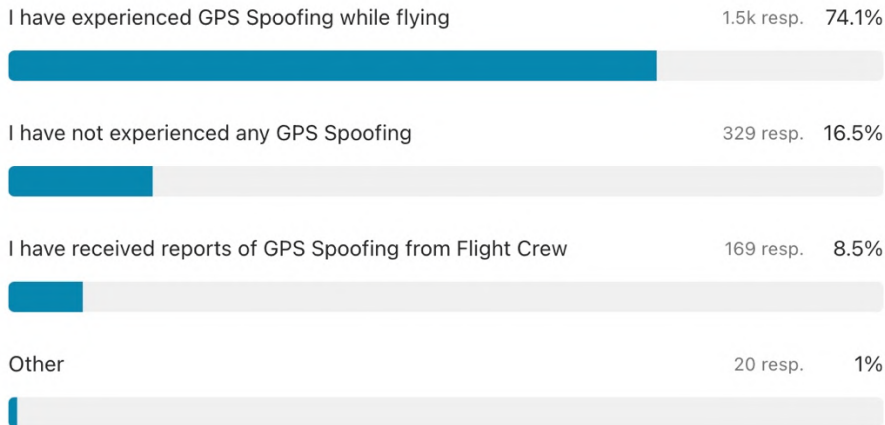 I have experienced GPS Spoofing while flying 1.5k resp. 74.1%
I have not experienced any GPS Spoofing 329 resp. 16.5%
I have received reports of GPS Spoofing from Flight Crew 169 resp. 8.5%
Other 20 resp. 1%